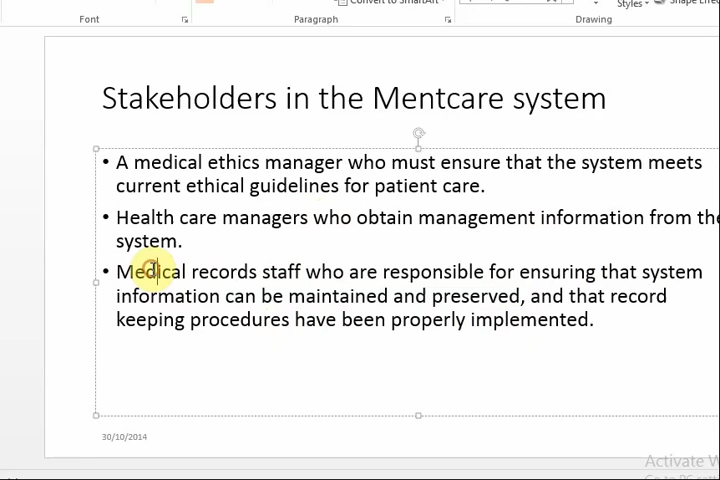 Convert to SmartArt
Styles
Shape Effe
Font
Paragraph
Drawing
Stakeholders in the Mentcare system
• A medical ethics manager who must ensure that the system meets
current ethical guidelines for patient care.
• Health care managers who obtain management information from the
system.
• Medical records staff who are responsible for ensuring that system
information can be maintained and preserved, and that record
keeping procedures have been properly implemented.
30/10/2014
Activate W